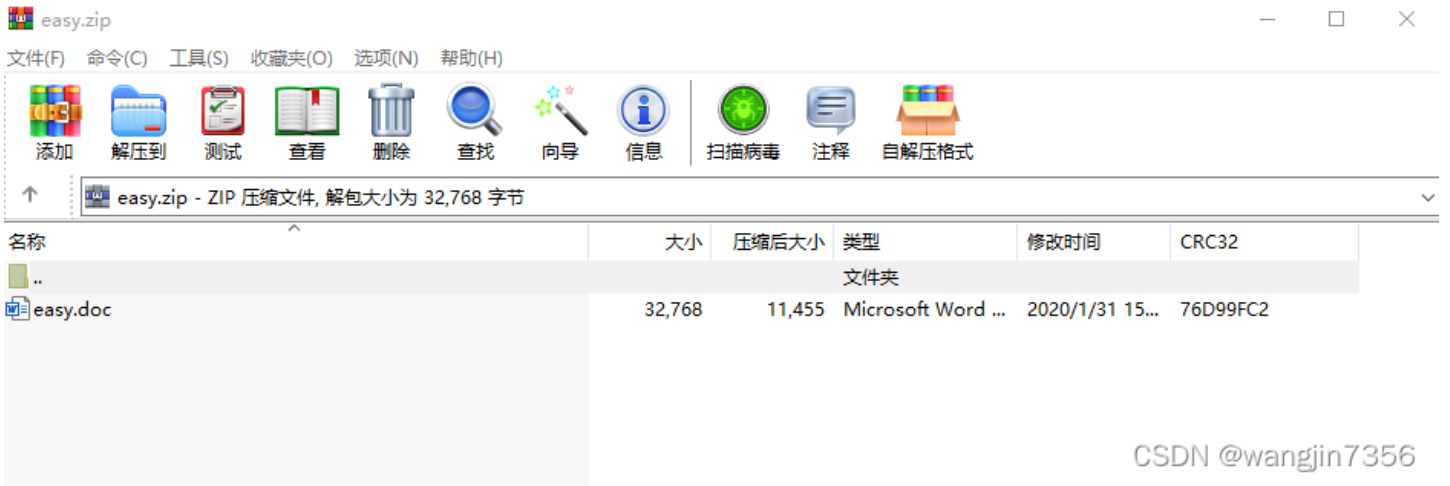 easy.zip
文件(F) 命令(C) 工具(S) 收藏夹(O) 选项(N) 帮助(H)
添加 解压到 测试 查看 删除 查找 向导 信息 扫描病毒 注释 自解压格式
easy.zip - ZIP 压缩文件, 解包大小为 32,768 字节
名称 大小 压缩后大小 类型 修改时间 CRC32
.. 文件夹
easy.doc 32,768 11,455 Microsoft Word ... 2020/1/31 15... 76D99FC2
CSDN @wangjin7356